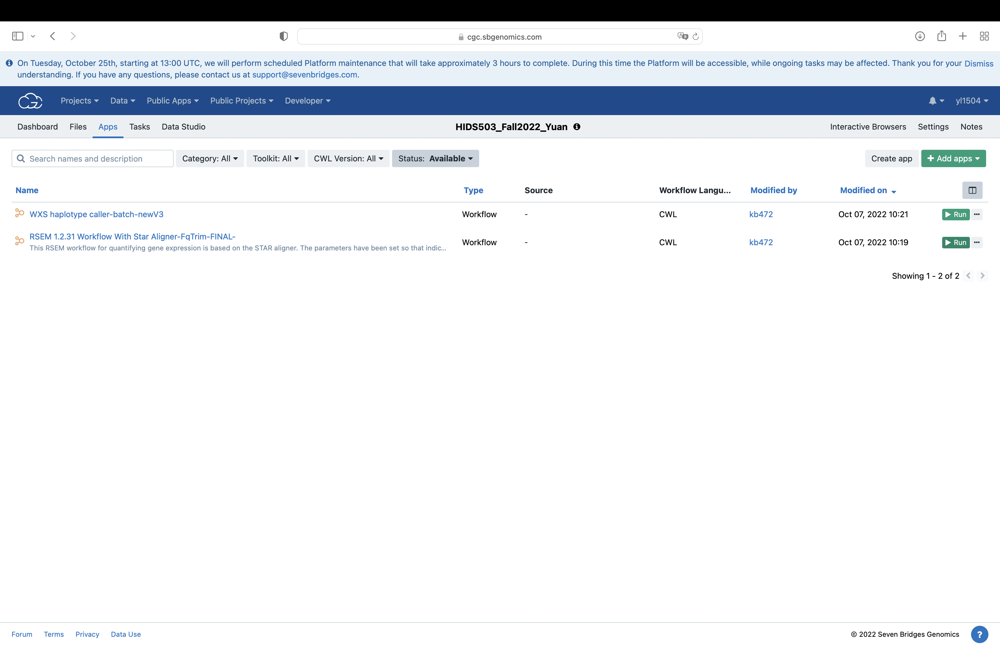 cgc.sbgenomics.com
On Tuesday, October 25th, starting at 13:00 UTC, we will perform scheduled Platform maintenance that will take approximately 3 hours to complete. During this time the Platform will be accessible, while ongoing tasks may be affected. Thank you for your Dismiss
understanding. If you have any questions, please contact us at support@sevenbridges.com.
Projects Data Public Apps Public Projects Developer yl1504
Dashboard Files Apps Tasks Data Studio HIDS503_Fall2022_Yuan Interactive Browsers Settings Notes
Search names and description Category: All Toolkit: All CWL Version: All Status: Available Create app + Add apps
Name Type Source Workflow Langu... Modified by Modified on
WXS haplotype caller-batch-newV3 Workflow - CWL kb472 Oct 07, 2022 10:21 Run
RSEM 1.2.31 Workflow With Star Aligner-FqTrim-FINAL- Workflow - CWL kb472 Oct 07, 2022 10:19 Run
This RSEM workflow for quantifying gene expression is based on the STAR aligner. The parameters have been set so that indic...
Showing 1 - 2 of 2
Forum Terms Privacy Data Use © 2022 Seven Bridges Genomics ?